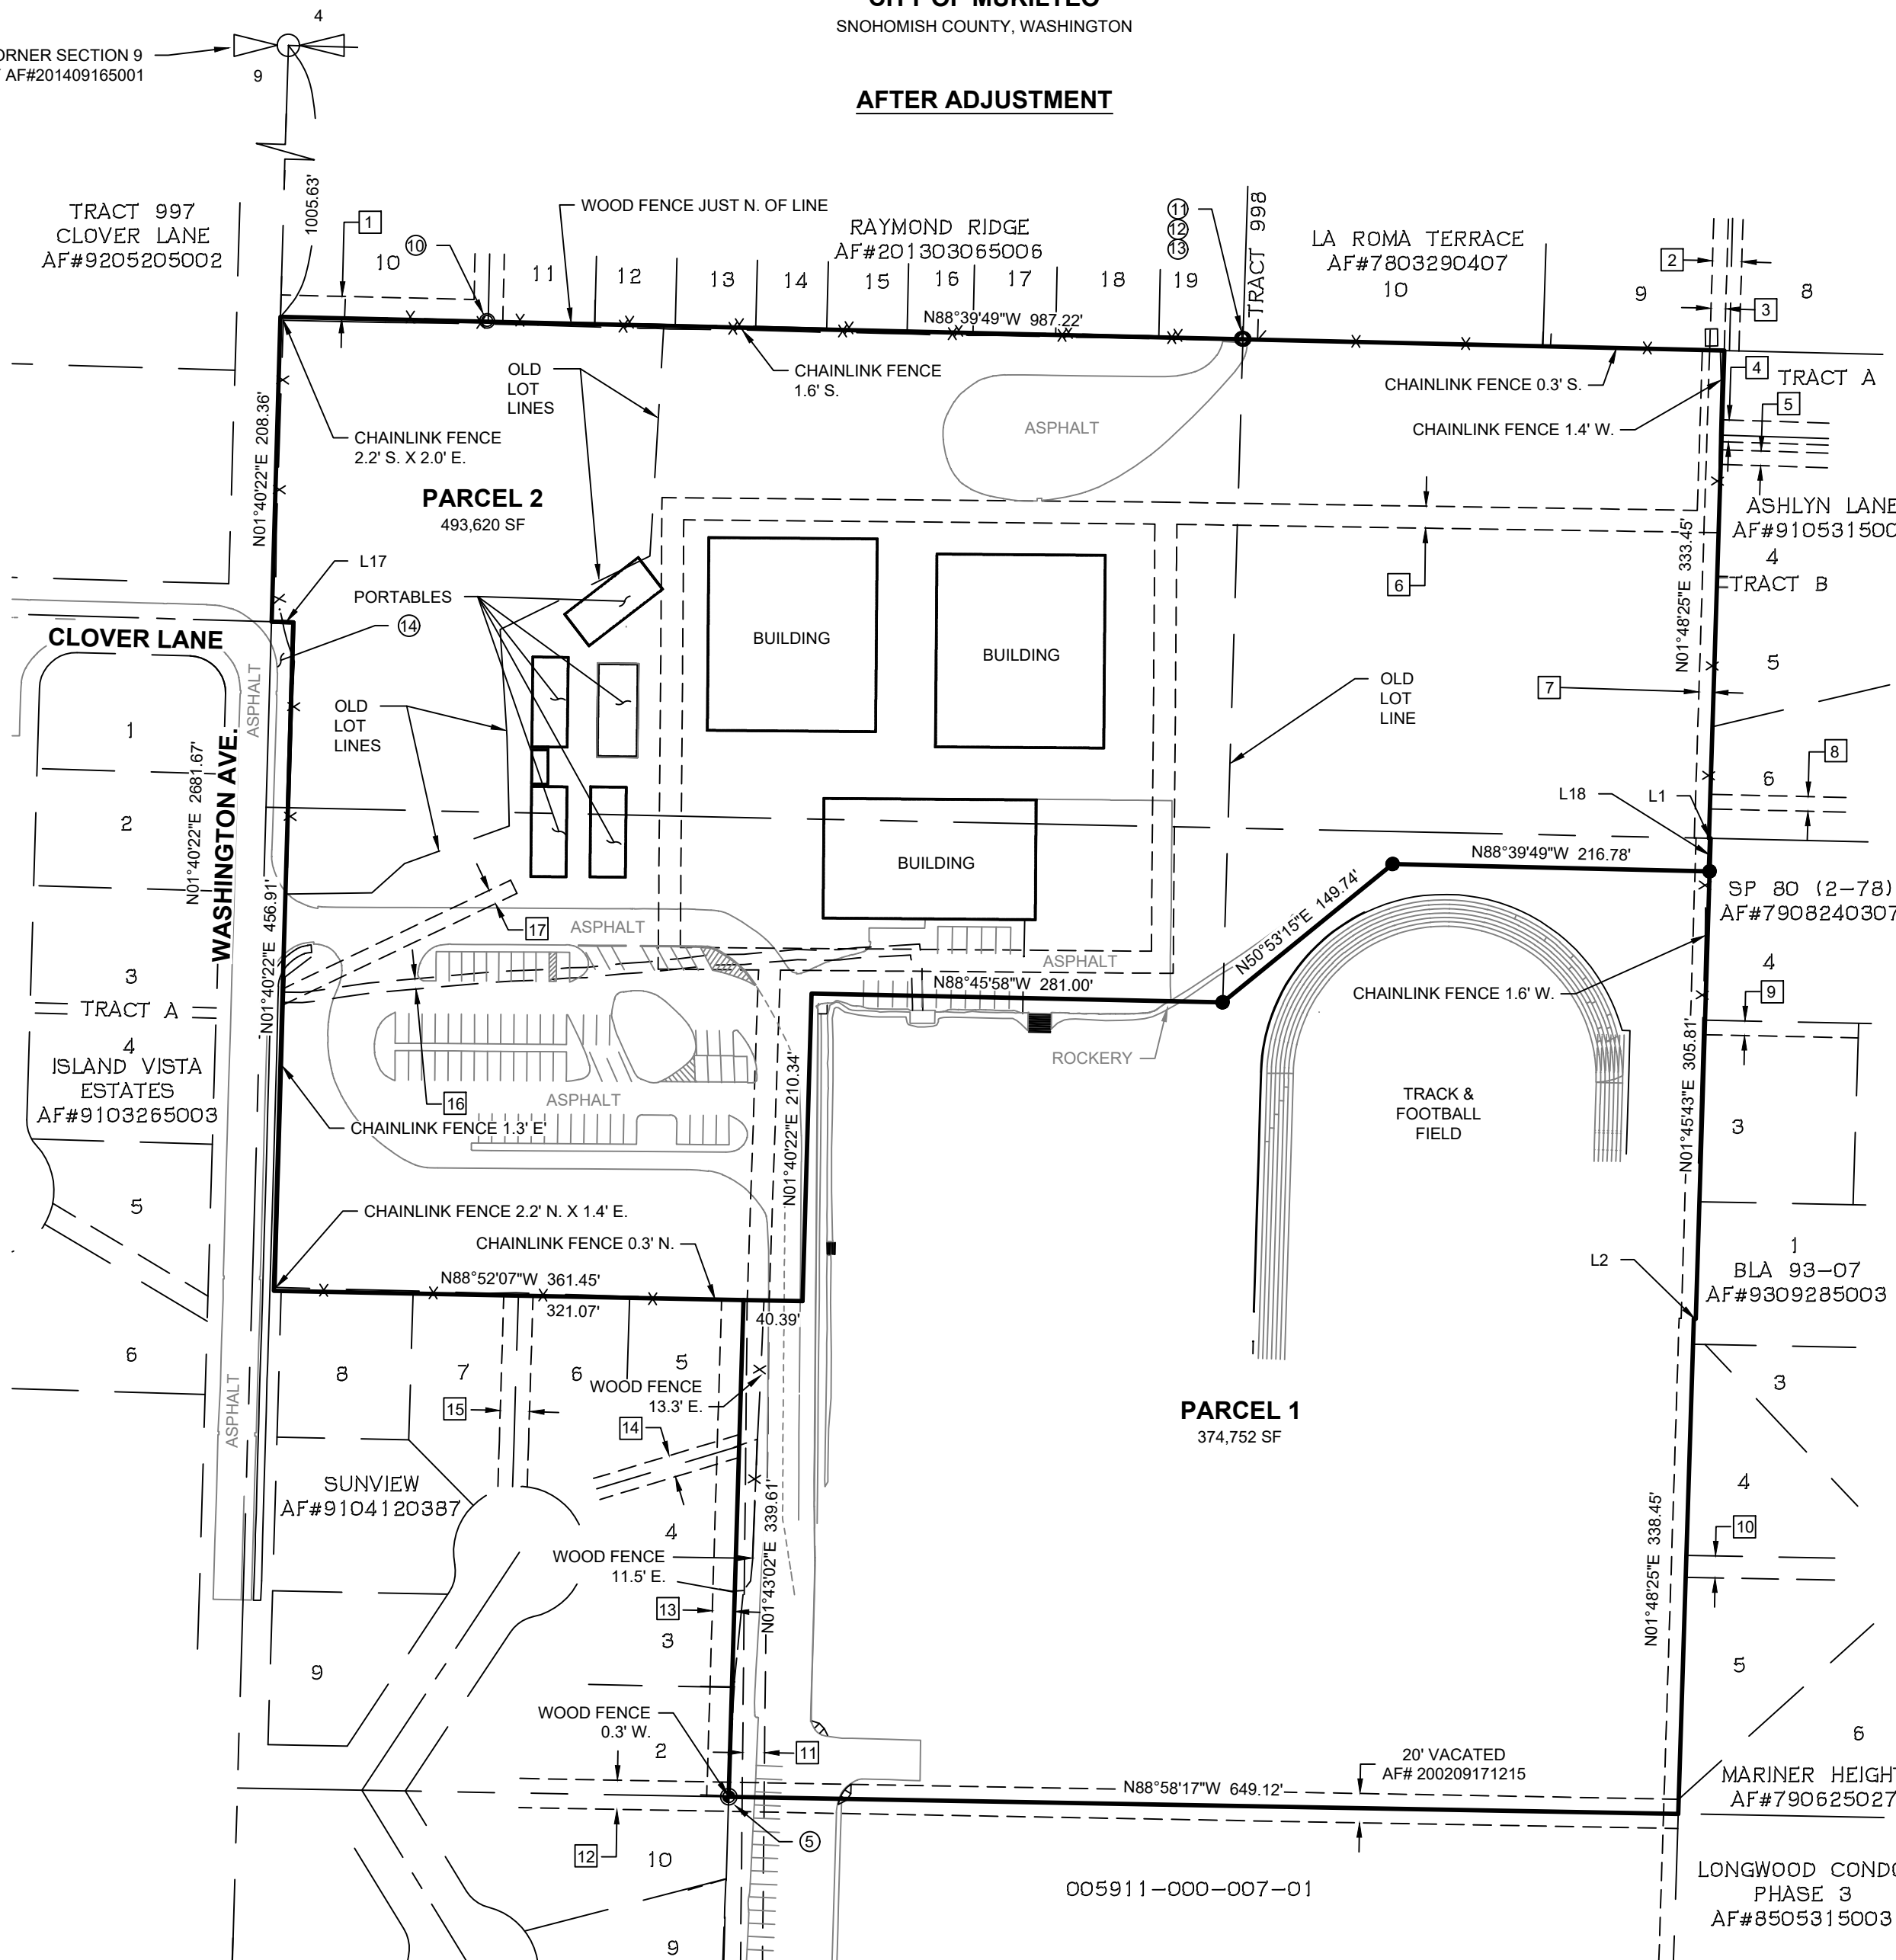 CITY OF MUKILTEO
SNOHOMISH COUNTY, WASHINGTON
AFTER ADJUSTMENT
4
ORNER SECTION 9
AF#201409165001
9
1005.63'
TRACT 997
CLOVER LANE
AF#9205205002
1
10
10
WOOD FENCE JUST N. OF LINE
RAYMOND RIDGE
AF#201303065006
11
12
13
14
15
16
17
18
19
11
12
13
TRACT 998
LA ROMA TERRACE
AF#7803290407
10
9
2
3
8
N88°39'49"W 987.22'
OLD
LOT
LINES
CHAINLINK FENCE
1.6' S.
CHAINLINK FENCE 0.3' S.
CHAINLINK FENCE 1.4' W.
4
TRACT A
5
N01°40'22"E 208.36'
CHAINLINK FENCE
2.2' S. X 2.0' E.
ASPHALT
PARCEL 2
493,620 SF
ASHLYN LANE
AF#910531500
4
TRACT B
N01°48'25"E 333.45'
6
L17
PORTABLES
14
CLOVER LANE
BUILDING
BUILDING
5
ASPHALT
OLD
LOT
LINES
OLD
LOT
LINE
7
1
N01°40'22"E 2681.67'
WASHINGTON AVE.
8
6
L18
L1
2
BUILDING
N88°39'49"W 216.78'
SP 80 (2-78)
AF#7908240307
N01°40'22"E 456.91'
17
ASPHALT
N50°53'15"E 149.74'
ASPHALT
3
TRACT A
4
ISLAND VISTA
ESTATES
AF#9103265003
N88°45'58"W 281.00'
CHAINLINK FENCE 1.6' W.
4
9
ROCKERY
N01°45'43"E 305.81'
16
ASPHALT
N01°40'22"E 210.34'
TRACK &
FOOTBALL
FIELD
CHAINLINK FENCE 1.3' E'
3
5
CHAINLINK FENCE 2.2' N. X 1.4' E.
CHAINLINK FENCE 0.3' N.
L2
1
BLA 93-07
AF#9309285003
N88°52'07"W 361.45'
321.07'
40.39'
6
8
7
6
5
WOOD FENCE
13.3' E.
15
14
3
ASPHALT
PARCEL 1
374,752 SF
SUNVIEW
AF#9104120387
4
N01°43'02"E 339.61'
4
N01°48'25"E 338.45'
10
WOOD FENCE
11.5' E.
13
3
9
5
WOOD FENCE
0.3' W.
2
11
20' VACATED
AF# 200209171215
6
MARINER HEIGH
AF#790625027
N88°58'17"W 649.12'
5
12
10
005911-000-007-01
LONGWOOD COND
PHASE 3
AF#8505315003
9